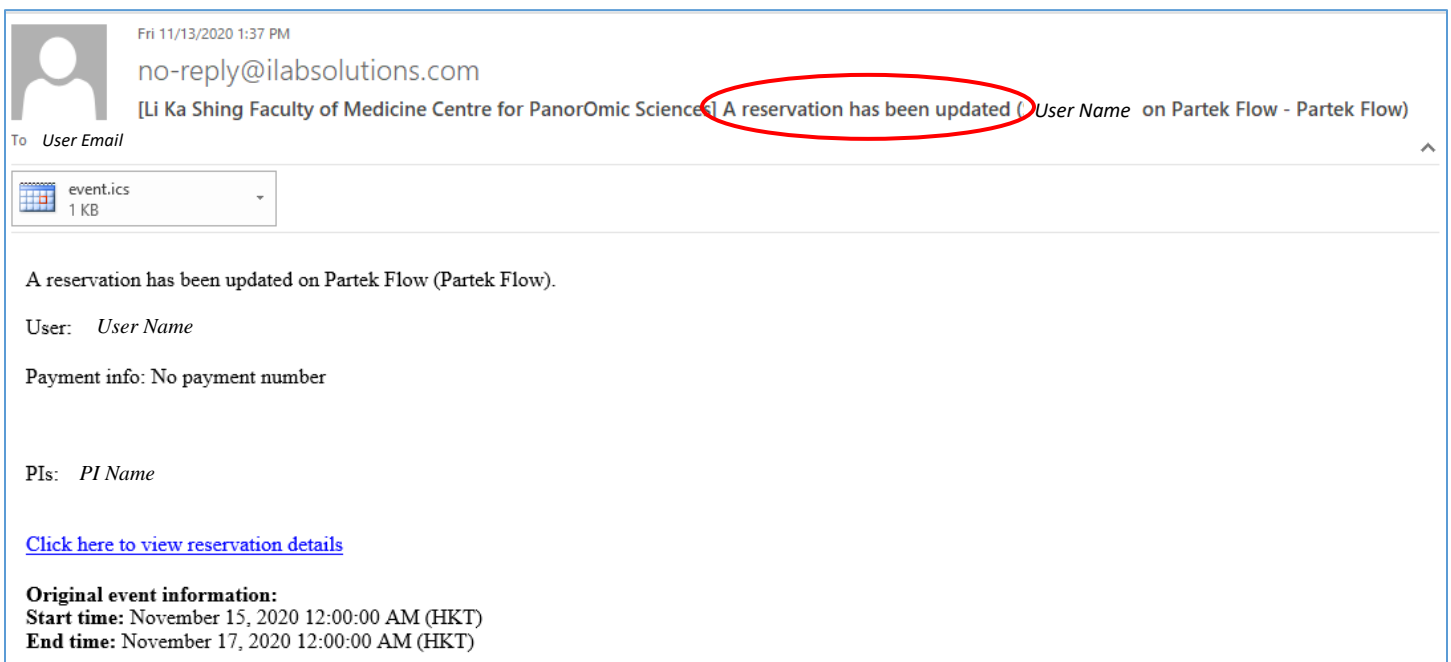 Fri 11/13/2020 1:37 PM
no-reply@ilabsolutions.com
[Li Ka Shing Faculty of Medicine Centre for PanorOmic Sciences] A reservation has been updated ( User Name on Partek Flow - Partek Flow)
To User Email
event.ics
1 KB
A reservation has been updated on Partek Flow (Partek Flow).
User: User Name
Payment info: No payment number
PIs: PI Name
Click here to view reservation details
Original event information:
Start time: November 15, 2020 12:00:00 AM (HKT)
End time: November 17, 2020 12:00:00 AM (HKT)